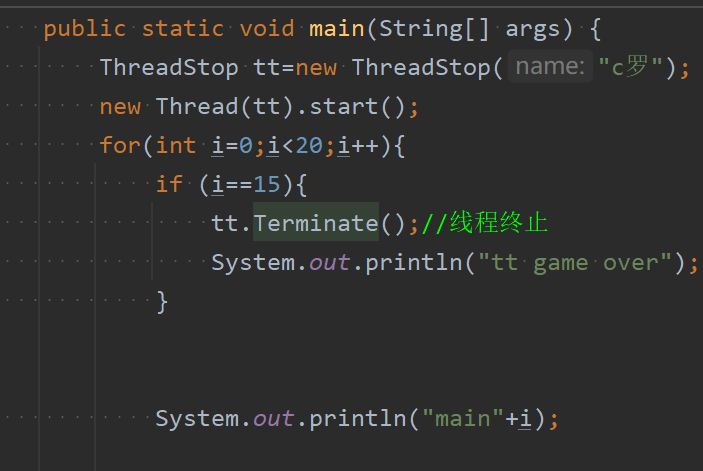 public static void main(String[] args) {
ThreadStop tt=new ThreadStop( name: "c罗");
new Thread(tt).start();
for(int i=0;i<20;i++){
if (i==15){
tt.Terminate();//线程终止
System.out.println("tt game over");
}
System.out.println("main"+i);